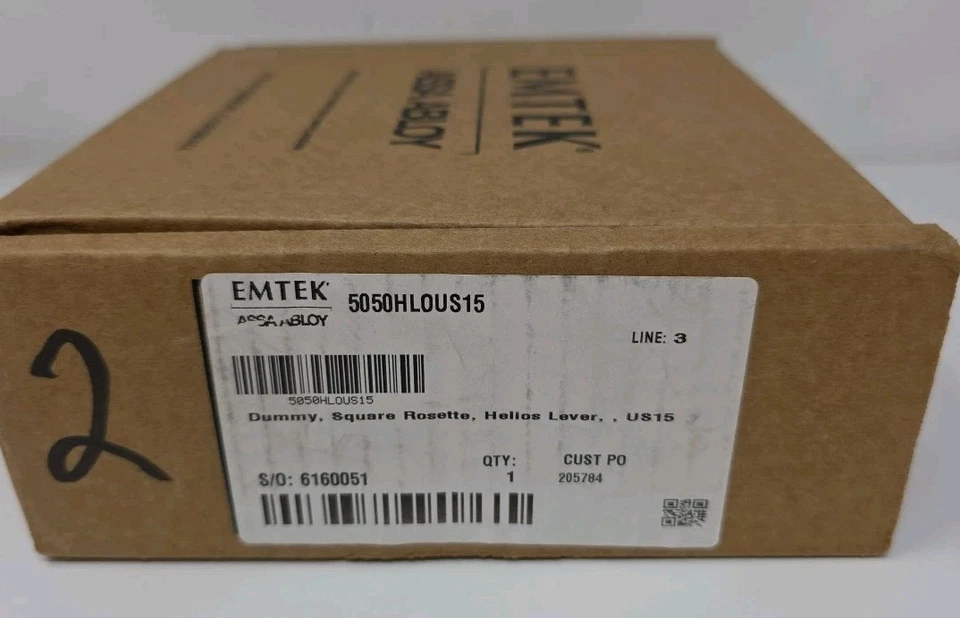 EMTEK
ASSA ABLOY
EMTEK
ASSA ABLOY
5050HLOUS15
LINE: 3
5050HLOUS15
Dummy, Square Rosette, Helios Lever, , US15
QTY:
1
CUST PO
205784
S/O: 6160051
2